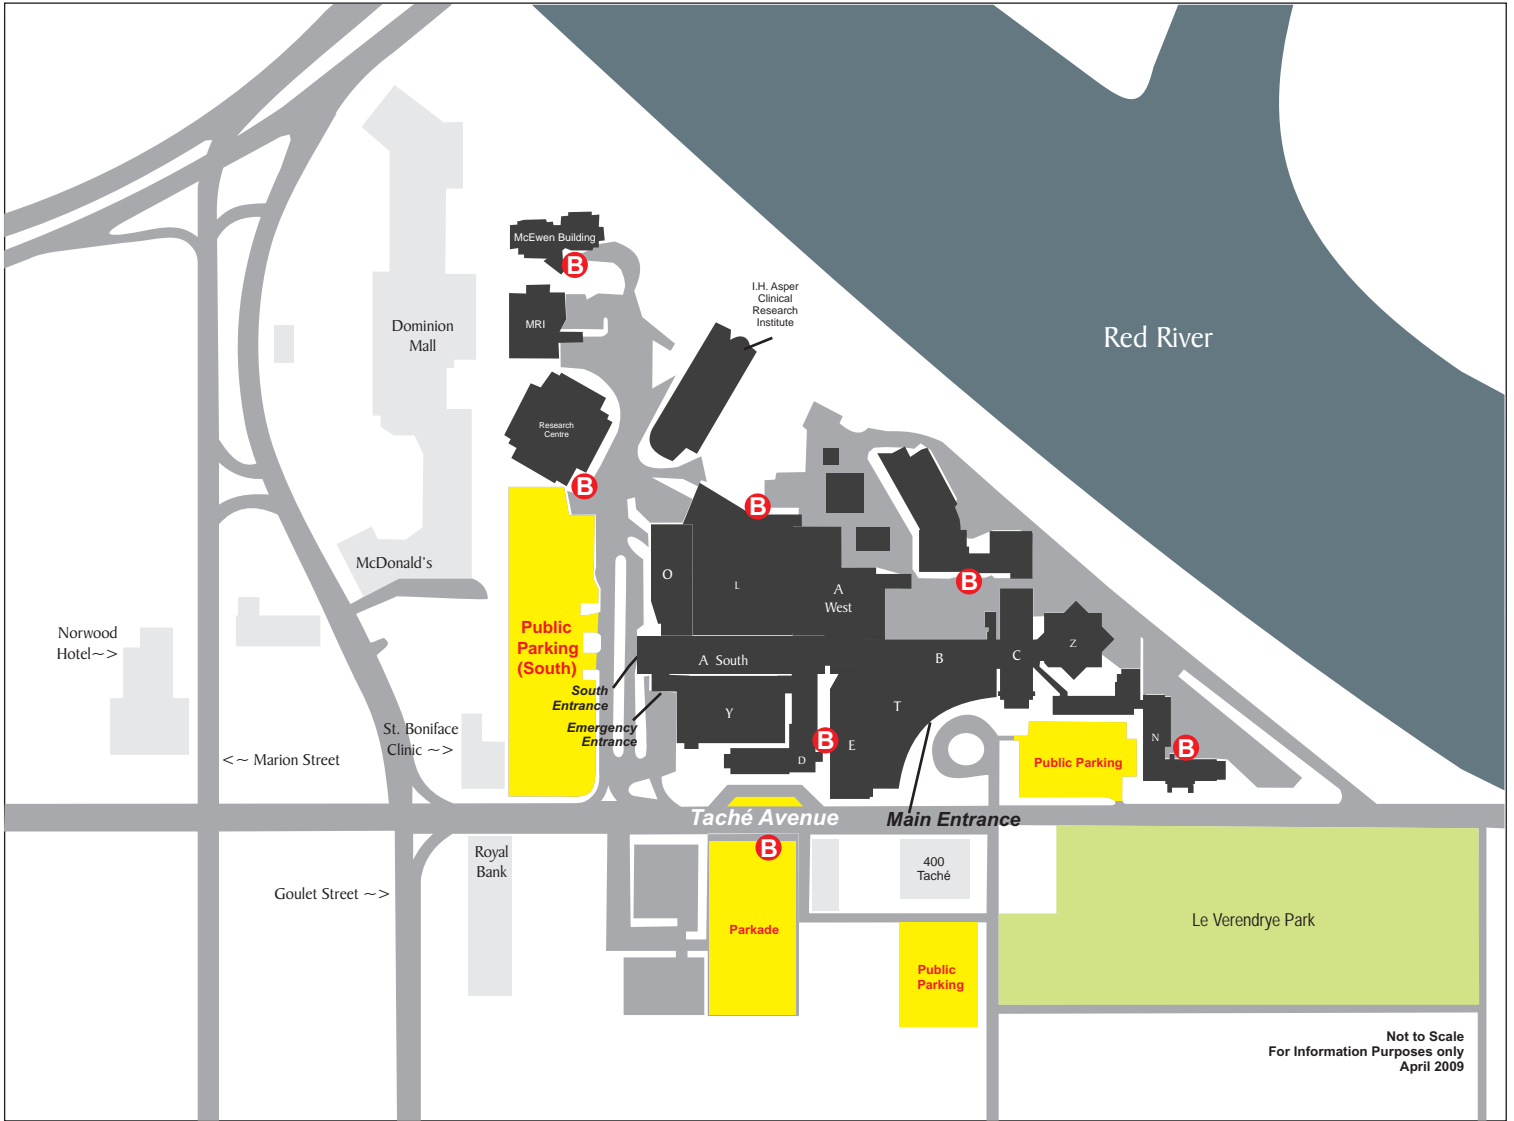 McEwen Building
B
I.H. Asper
Clinical
Research
Institute
MRI
Dominion
Mall
Red River
Research
Centre
B
B
McDonald's
O
L
A
West
B
Norwood
Hotel~>
Public
Parking
(South)
A South
B
C
Z
South
Entrance
Emergency
Entrance
Y
T
E
D
B
N
B
St. Boniface
Clinic ~>
<~ Marion Street
Public Parking
Taché Avenue
Main Entrance
B
Royal
Bank
400
Taché
Goulet Street ~>
Parkade
Public
Parking
Le Verendrye Park
Not to Scale
For Information Purposes only
April 2009